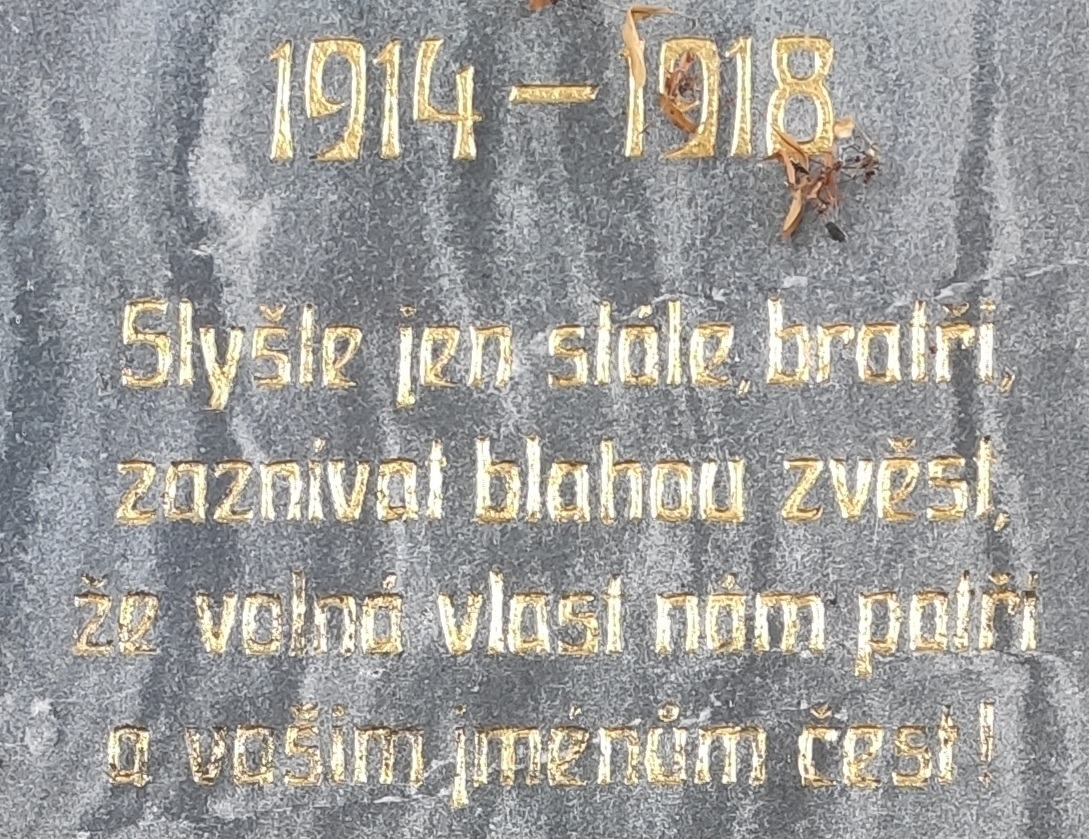 1914 – 1918
Slyšte jen stále, bratři,
zaznívat blahou zvěst,
že volná vlast nám patří
a vašim jménům čest!